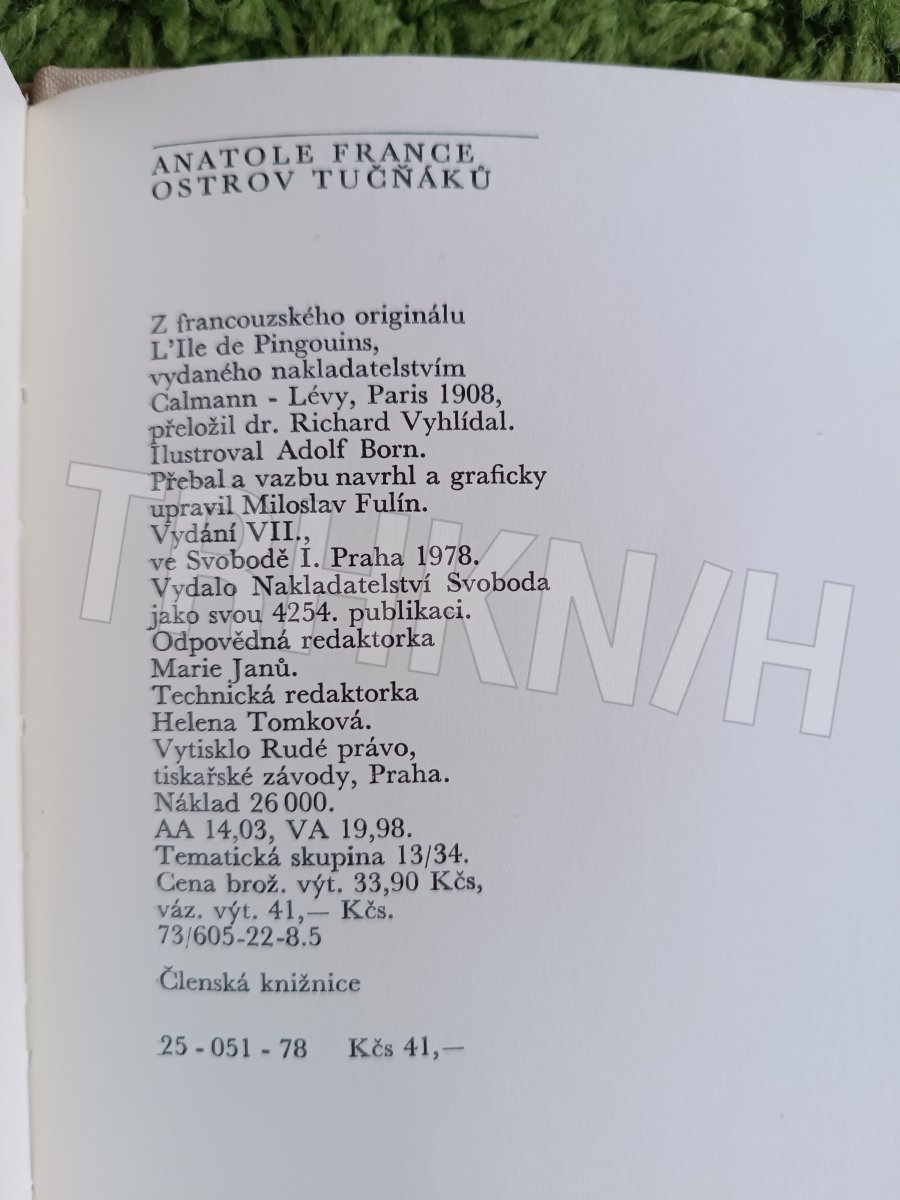 ANATOLE FRANCE
OSTROV TUČŇÁKŮ
Z francouzského originálu
L'Ile de Pingouins,
vydaného nakladatelstvím
Calmann - Lévy, Paris 1908,
přeložil dr. Richard Vyhlídal.
Ilustroval Adolf Born.
Přebal a vazbu navrhl a graficky
upravil Miloslav Fulín.
Vydání VII.,
ve Svobodě I. Praha 1978.
Vydalo Nakladatelství Svoboda
jako svou 4254. publikaci.
Odpovědná redaktorka
Marie Janů.
Technická redaktorka
Helena Tomková.
Vytisklo Rudé právo,
tiskařské závody, Praha.
Náklad 26 000.
AA 14,03, VA 19,98.
Tematická skupina 13/34.
Cena brož. výt. 33,90 Kčs,
váz. výt. 41,— Kčs.
73/605-22-8.5
Členská knižnice
25 - 051 - 78 Kčs 41,—